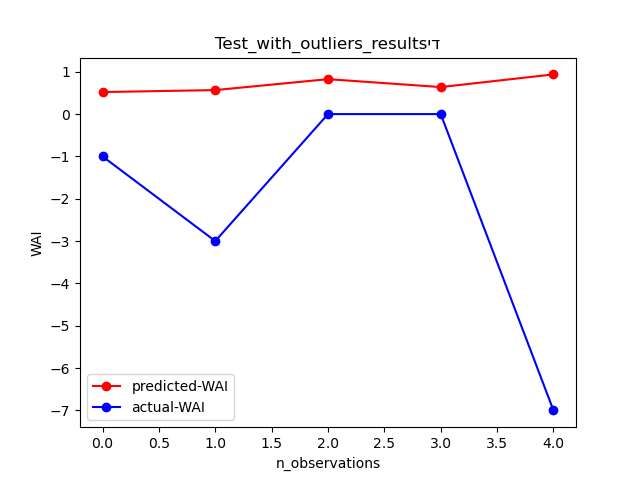 Test_with_outliers_resultsדי
1
0
−1
−2
−3
−4
−5
−6
−7
WAI
predicted-WAI
actual-WAI
0.0 0.5 1.0 1.5 2.0 2.5 3.0 3.5 4.0
n_observations